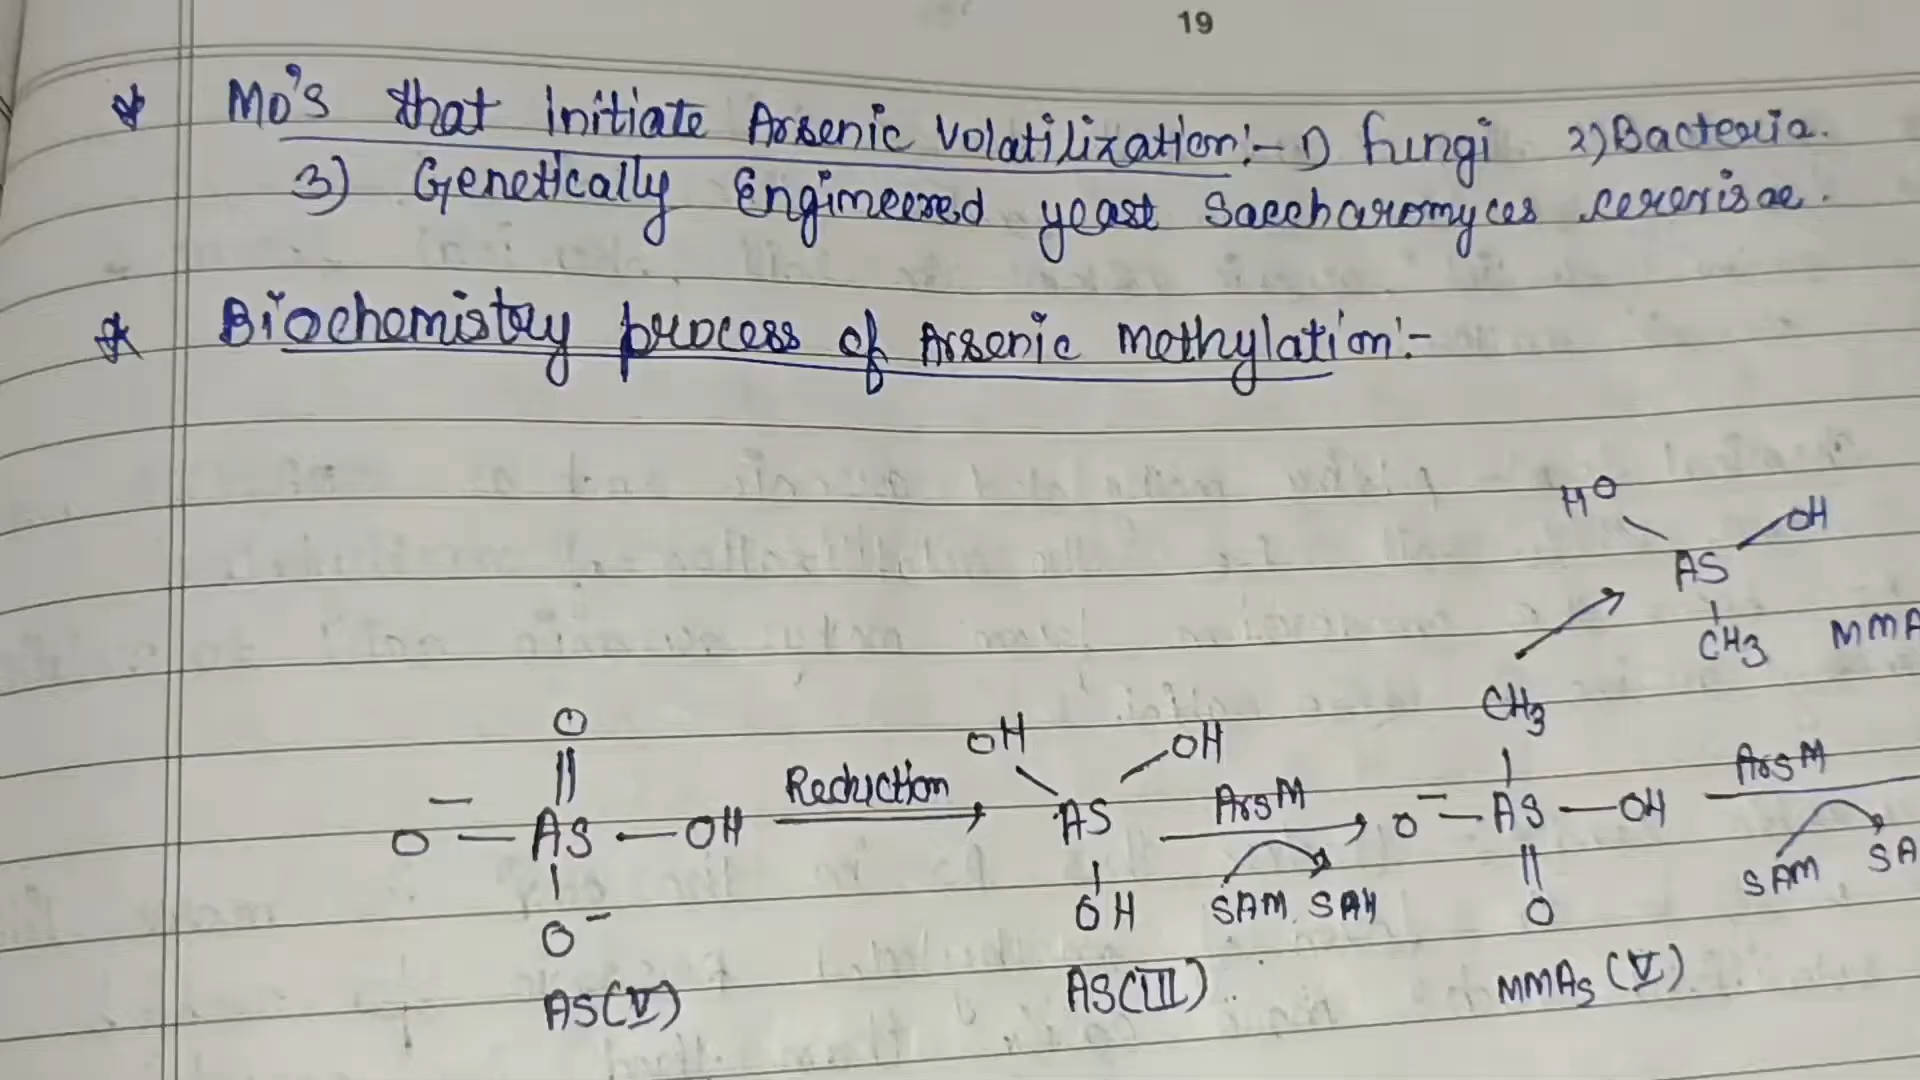 19
* Mo's that Initiate Arsenic Volatilization:- 1) fungi 2) Bacteria.
3) Genetically Engineered yeast Saccharomyces cerevisae.
* Biochemistry process of Arsenic methylation:-
HO OH
AS
CH3 MMA
CH3
O OH OH
Reduction ArsM ArsM
O⁻ — AS — OH AS O⁻ — AS — OH
O⁻ OH SAM SAH O SAM SA
AS(V) AS(III) MMAs (V)